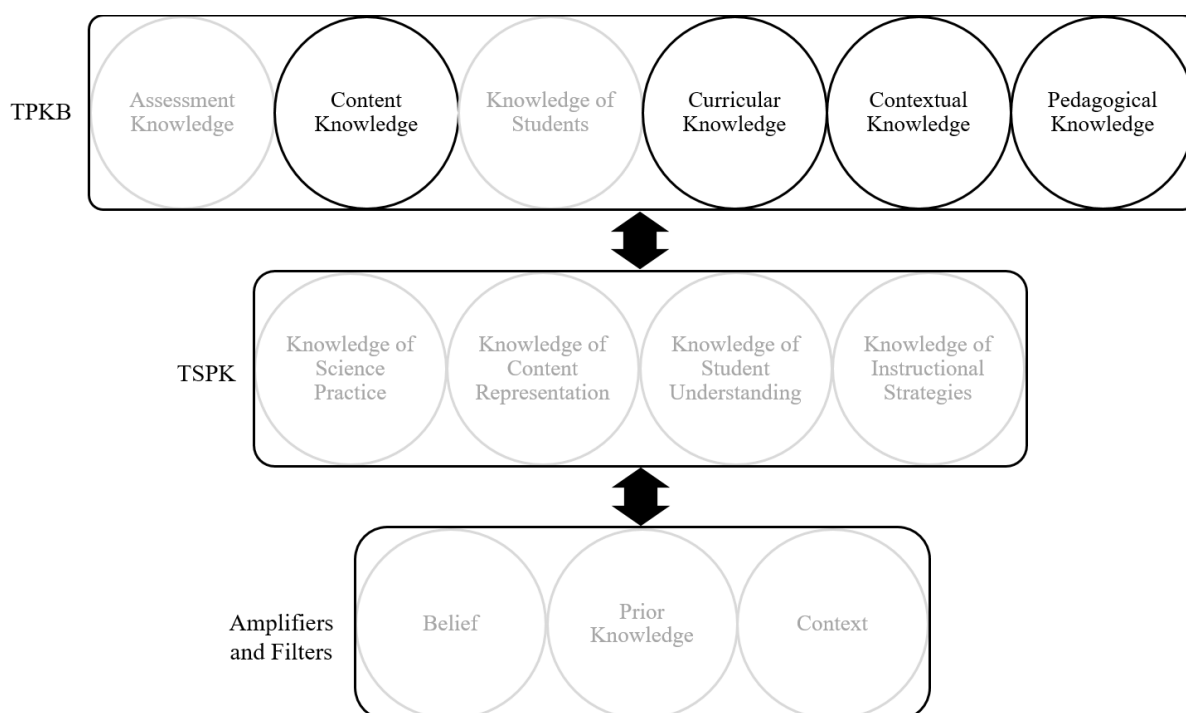 TPKB
Assessment
Knowledge
Content
Knowledge
Knowledge of
Students
Curricular
Knowledge
Contextual
Knowledge
Pedagogical
Knowledge
TSPK
Knowledge of
Science
Practice
Knowledge of
Content
Representation
Knowledge of
Student
Understanding
Knowledge of
Instructional
Strategies
Amplifiers
and Filters
Belief
Prior
Knowledge
Context